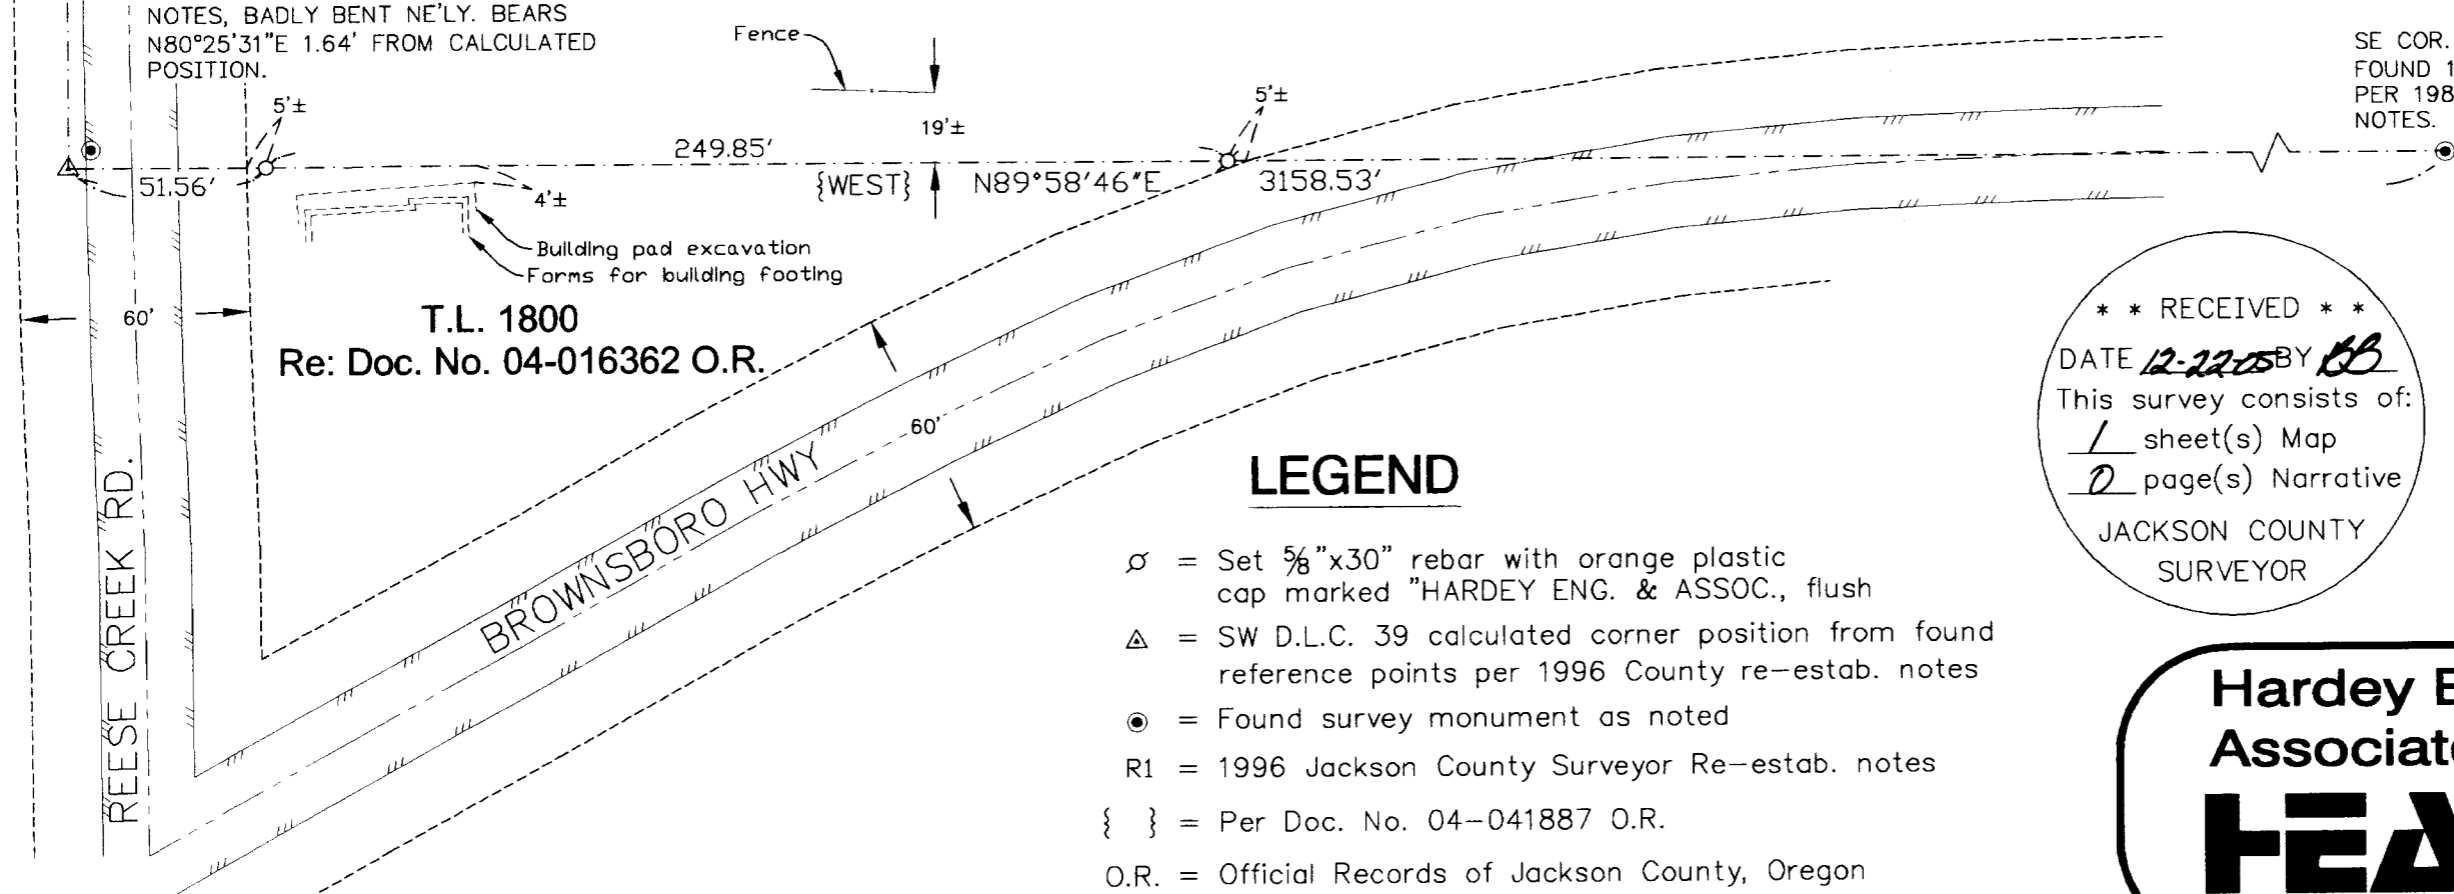 NOTES, BADLY BENT NE'LY. BEARS
N80°25'31"E 1.64' FROM CALCULATED
POSITION.
Fence
SE COR.
FOUND 1
PER 198
NOTES.
5'±
5'±
19'±
249.85'
51.56'
4'±
{WEST}
N89°58'46"E
3158.53'
Building pad excavation
Forms for building footing
60'
T.L. 1800
Re: Doc. No. 04-016362 O.R.
60'
REESE CREEK RD.
BROWNSBORO HWY
* * RECEIVED * *
DATE 12-22-05 BY BB
This survey consists of:
1 sheet(s) Map
0 page(s) Narrative
JACKSON COUNTY
SURVEYOR
LEGEND
= Set 5/8"x30" rebar with orange plastic
cap marked "HARDEY ENG. & ASSOC., flush
= SW D.L.C. 39 calculated corner position from found
reference points per 1996 County re-estab. notes
= Found survey monument as noted
R1 = 1996 Jackson County Surveyor Re-estab. notes
{ } = Per Doc. No. 04-041887 O.R.
O.R. = Official Records of Jackson County, Oregon
Hardey E
Associat
HEA